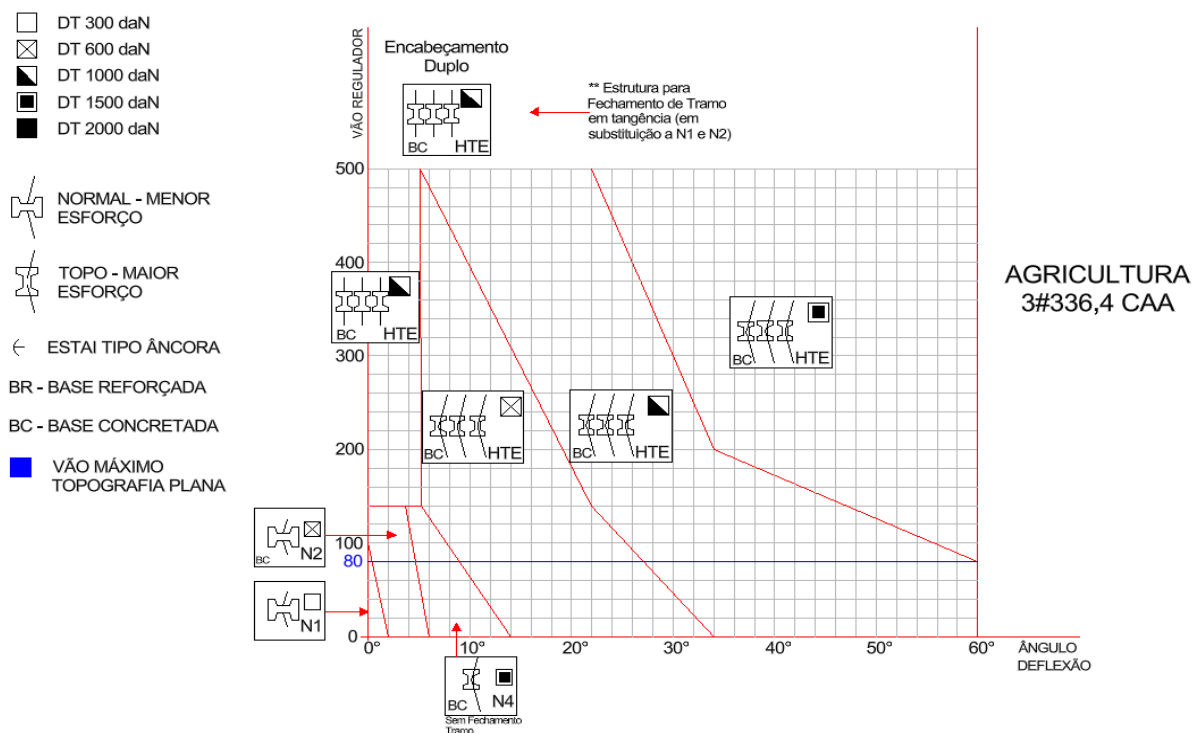 DT 300 daN
DT 600 daN
DT 1000 daN
DT 1500 daN
DT 2000 daN
NORMAL - MENOR
ESFORÇO
TOPO - MAIOR
ESFORÇO
ESTAI TIPO ÂNCORA
BR - BASE REFORÇADA
BC - BASE CONCRETADA
VÃO MÁXIMO
TOPOGRAFIA PLANA
VÃO REGULADOR
Encabeçamento
Duplo
BC HTE
** Estrutura para
Fechamento de Tramo
em tangência (em
substituição a N1 e N2)
500
400
300
200
100
80
0
BC HTE
BC HTE
BC HTE
BC HTE
BC N2
N1
0° 10° 20° 30° 40° 50° 60°
ÂNGULO
DEFLEXÃO
BC N4
Sem Fechamento
Tramo
AGRICULTURA
3#336,4 CAA